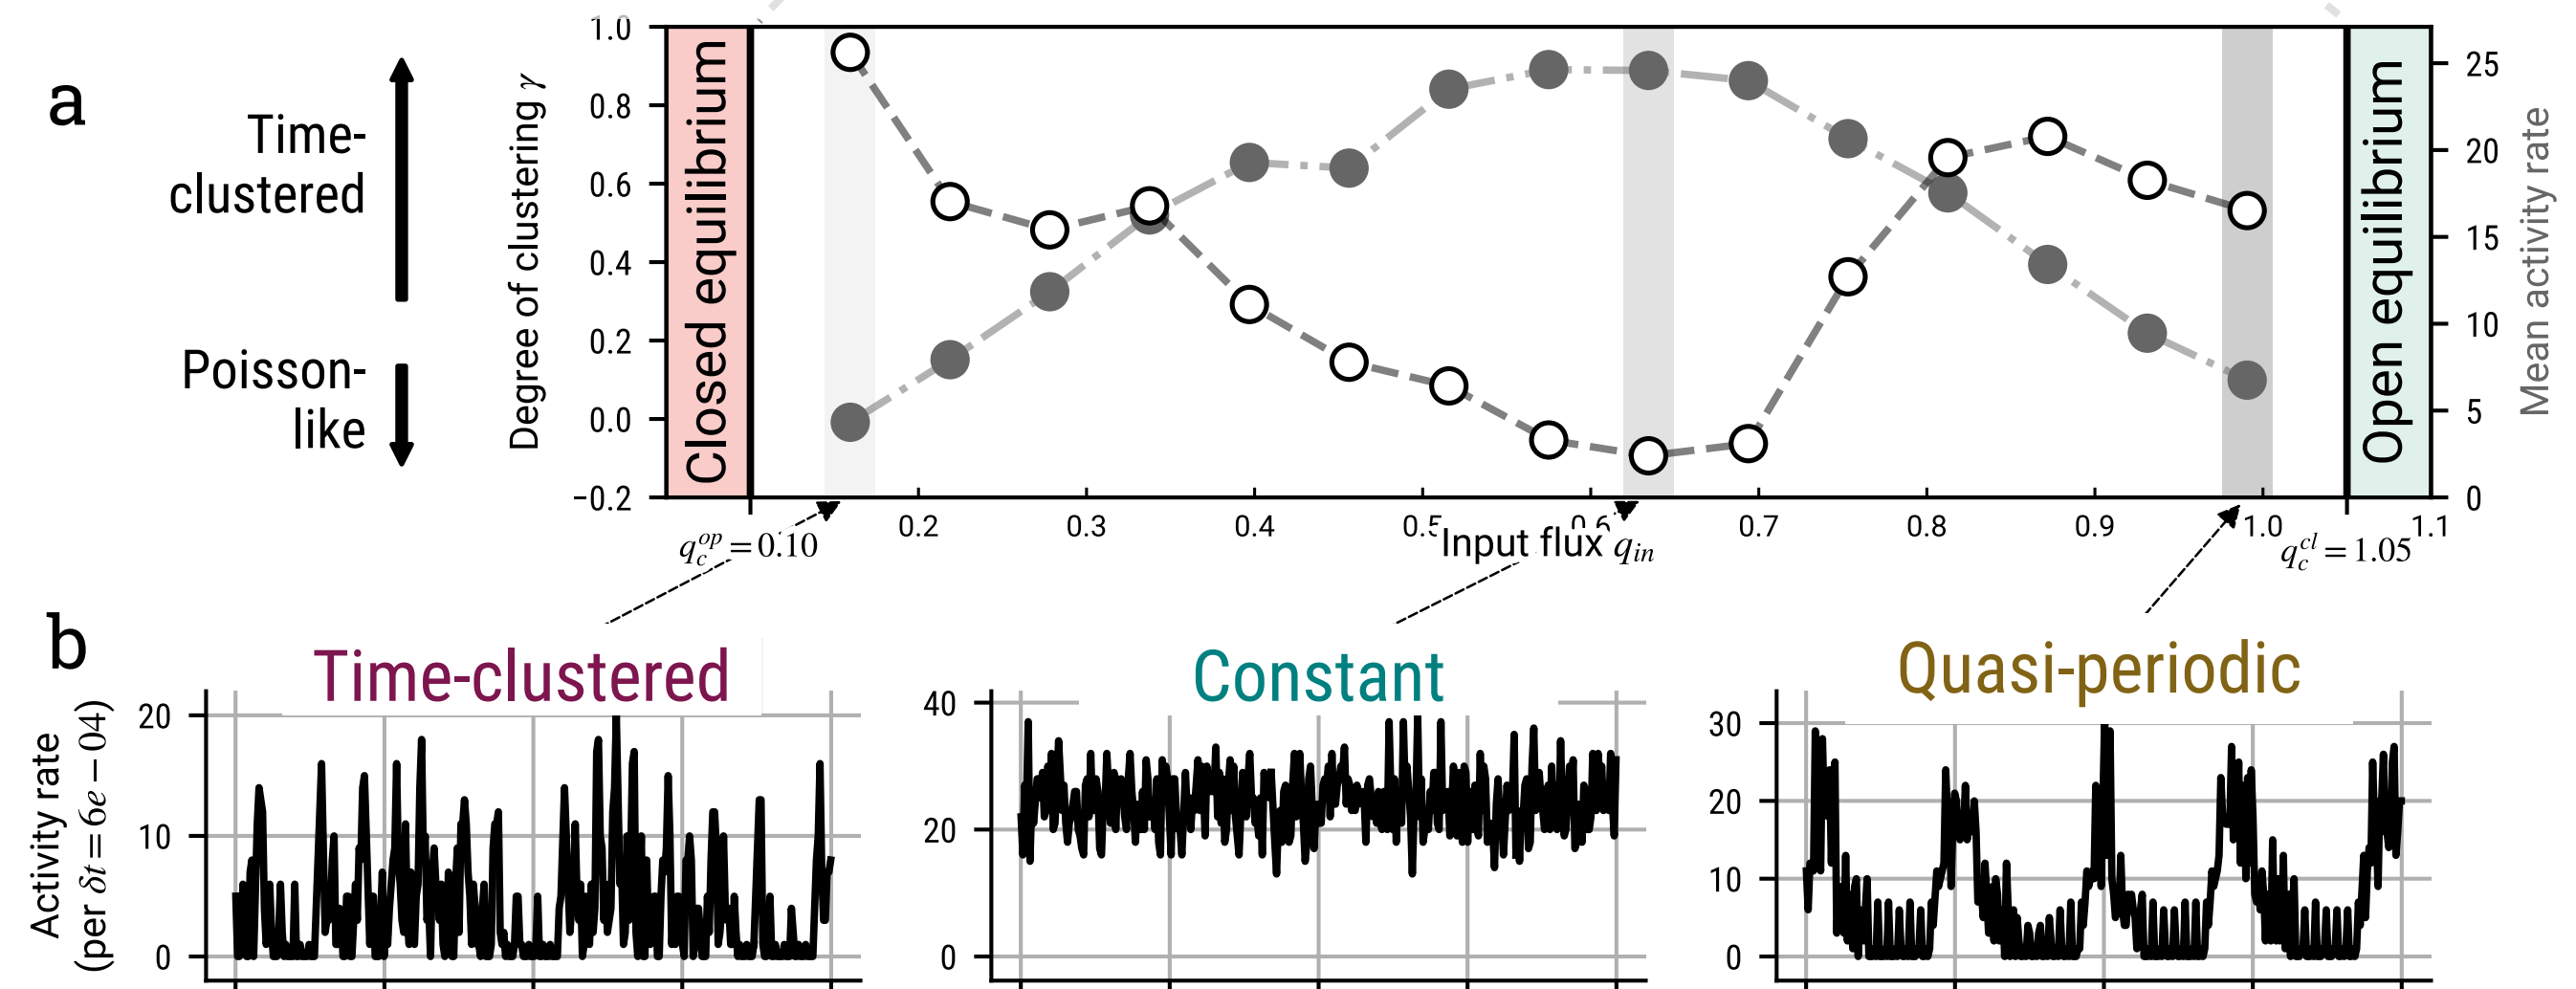 a
Time-
clustered
Poisson-
like
Degree of clustering γ
1.0
0.8
0.6
0.4
0.2
0.0
−0.2
Closed equilibrium
Open equilibrium
25
20
15
10
5
0
Mean activity rate
0.2 0.3 0.4 0.5 0.6 0.7 0.8 0.9 1.0 1.1
q_c^{op} = 0.10
Input flux q_{in}
q_c^{cl} = 1.05
b
Time-clustered
Constant
Quasi-periodic
Activity rate
(per δt = 6e − 04)
20
10
0
40
20
0
30
20
10
0